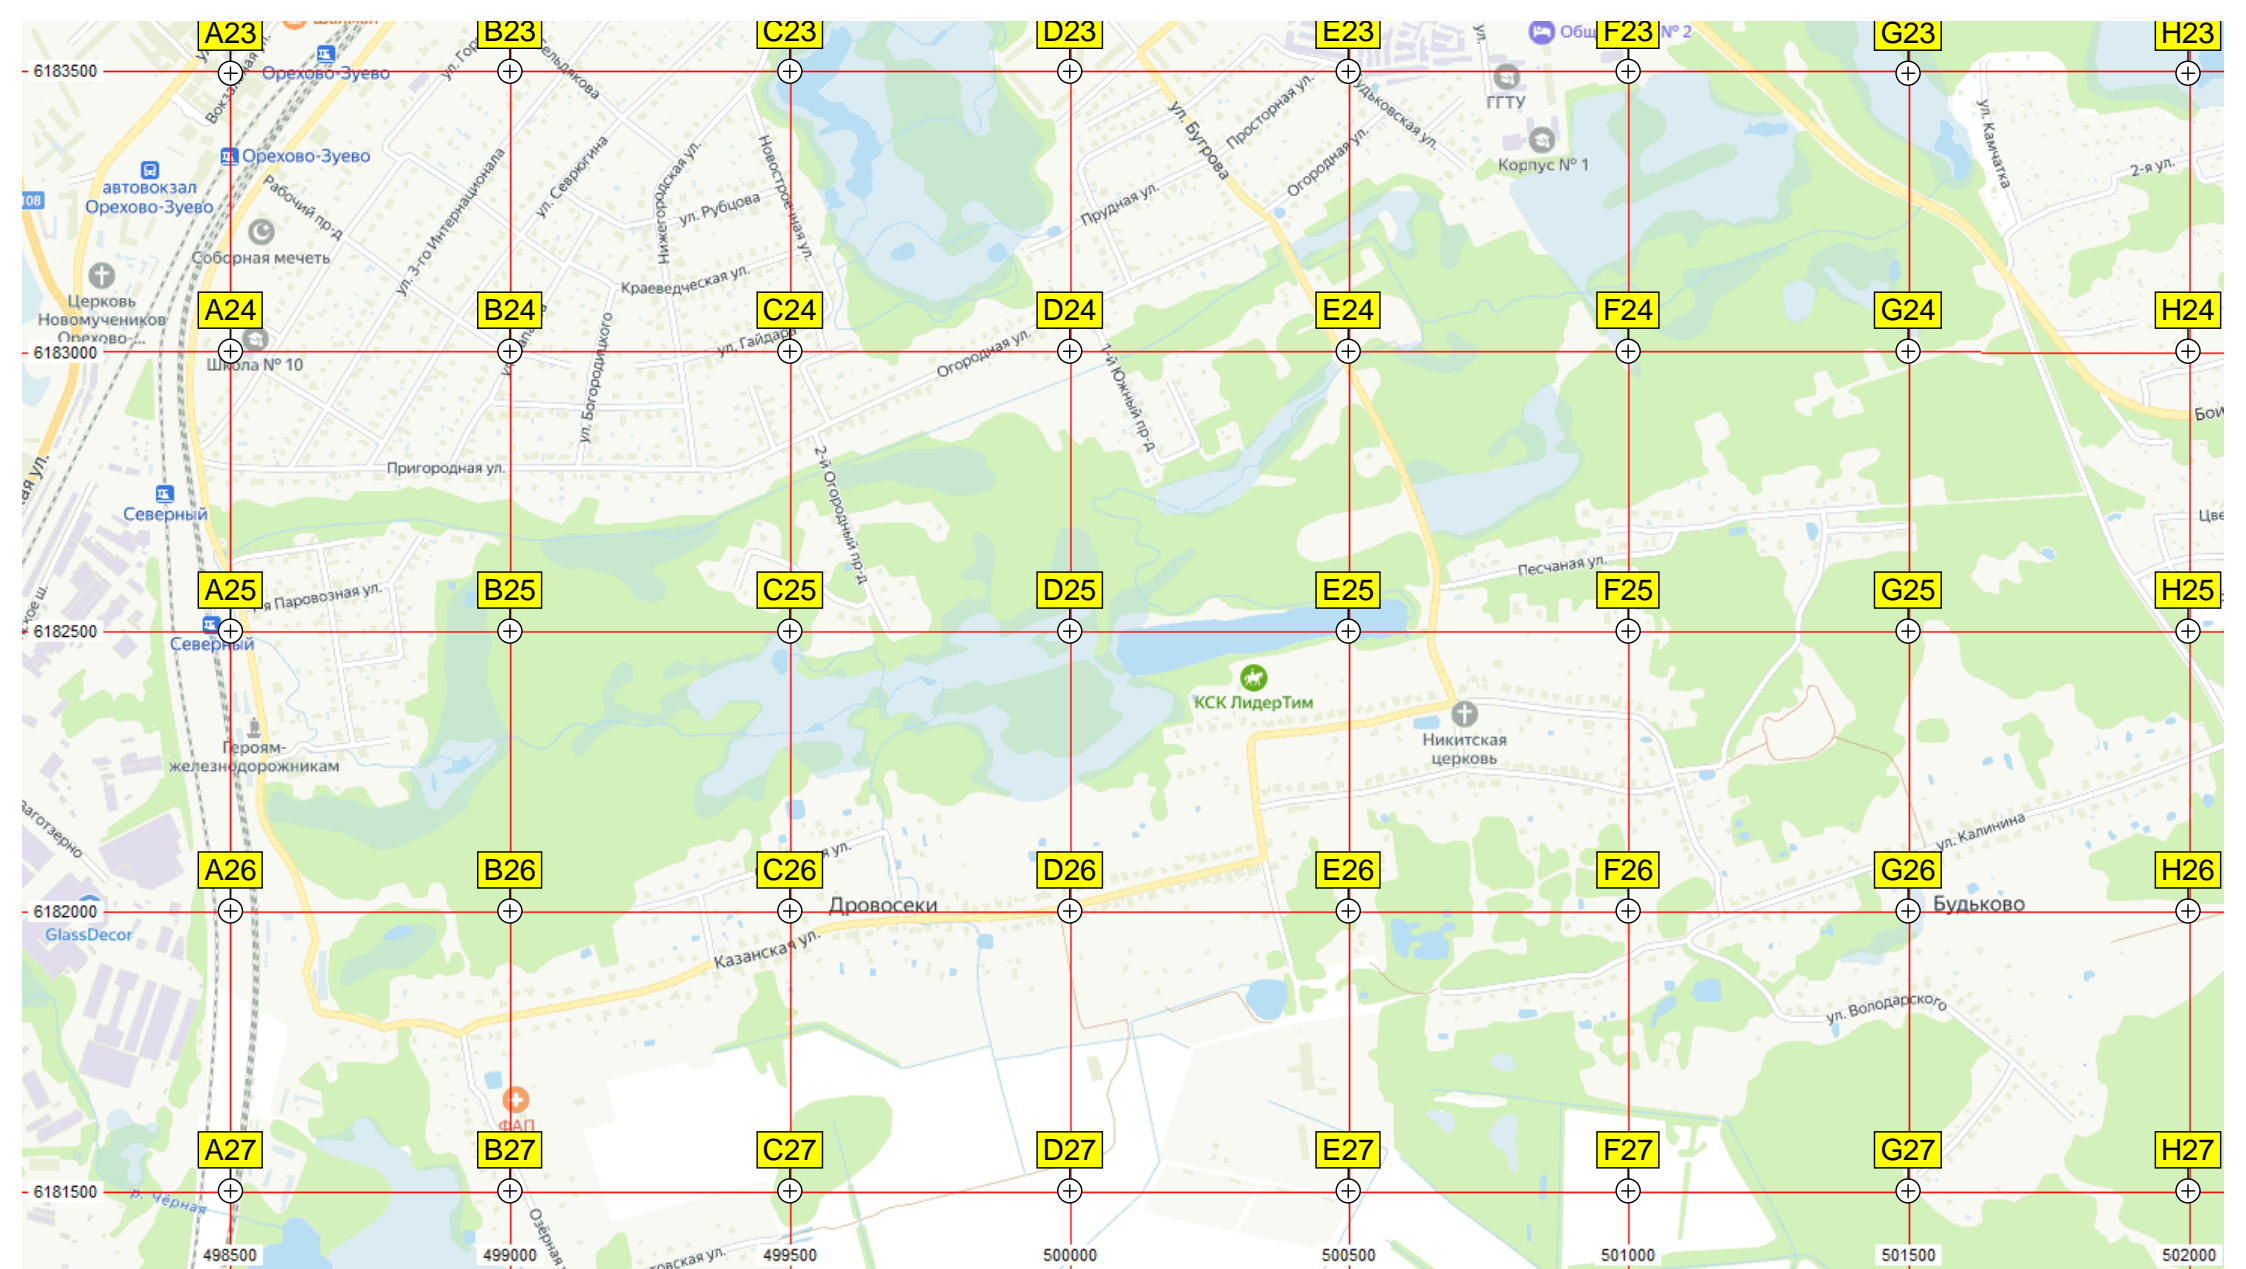 A23
B23
C23
D23
E23
F23
G23
H23
6183500
Орехово-Зуево
ул. Бугрова
Просторная ул.
ГГТУ
№ 2
Корпус № 1
ул. Камчатка
2-я ул.
Орехово-Зуево
автовокзал
Орехово-Зуево
108
Рабочий пр-д
Соборная мечеть
ул. 3-го Интернационала
ул. Севрюгина
Нижегородская ул.
ул. Рубцова
Новостроечная ул.
Краеведческая ул.
Прудная ул.
Огородная ул.
Церковь
Новомучеников
Орехово-...
A24
B24
C24
D24
E24
F24
G24
H24
6183000
Школа № 10
ул. Богородицкого
ул. Гайдара
Огородная ул.
1-й Южный пр-д
Пригородная ул.
2-й Огородный пр-д
Северный
Песчаная ул.
A25
B25
C25
D25
E25
F25
G25
H25
6182500
Паровозная ул.
Северный
КСК ЛидерТим
Никитская
церковь
Героям-
железнодорожникам
ул. Калинина
A26
B26
C26
D26
E26
F26
G26
H26
6182000
GlassDecor
Дровосеки
Будьково
Казанская ул.
ул. Володарского
ФАП
A27
B27
C27
D27
E27
F27
G27
H27
6181500
р. Чёрная
Озёрная
498500
499000
499500
500000
500500
501000
501500
502000